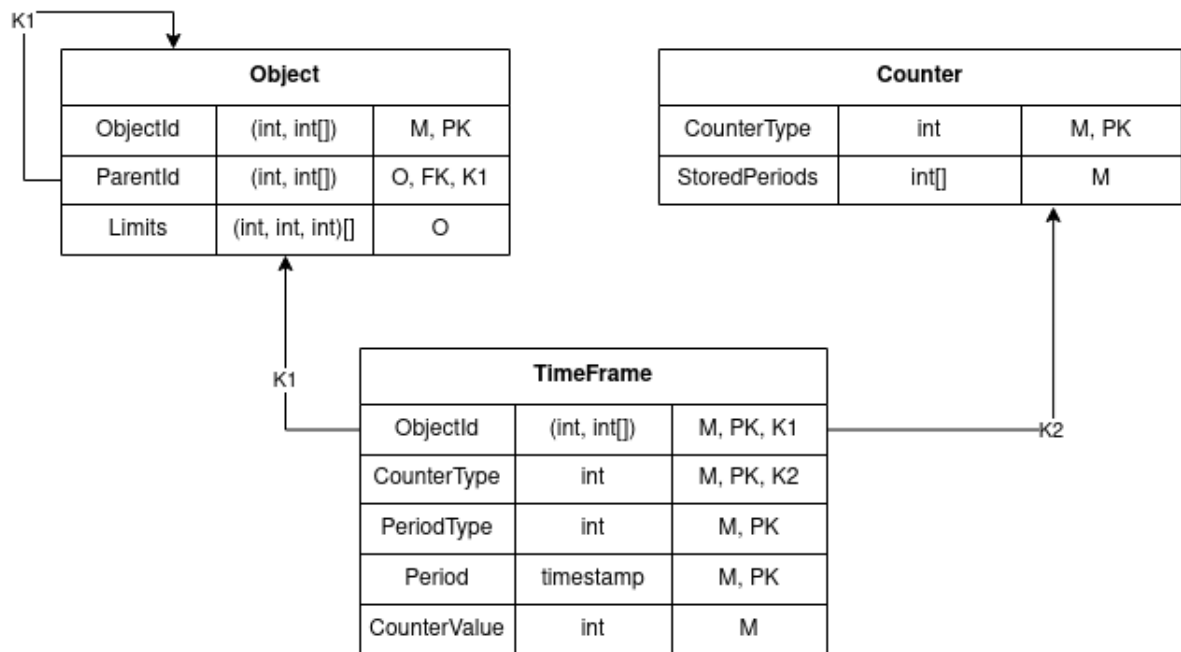 K1
Object
ObjectId (int, int[]) M, PK
ParentId (int, int[]) O, FK, K1
Limits (int, int, int)[] O
Counter
CounterType int M, PK
StoredPeriods int[] M
K1
K2
TimeFrame
ObjectId (int, int[]) M, PK, K1
CounterType int M, PK, K2
PeriodType int M, PK
Period timestamp M, PK
CounterValue int M